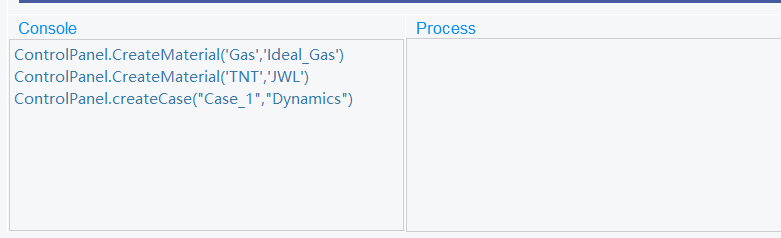 Console
Process
ControlPanel.CreateMaterial('Gas','Ideal_Gas')
ControlPanel.CreateMaterial('TNT','JWL')
ControlPanel.createCase("Case_1","Dynamics")